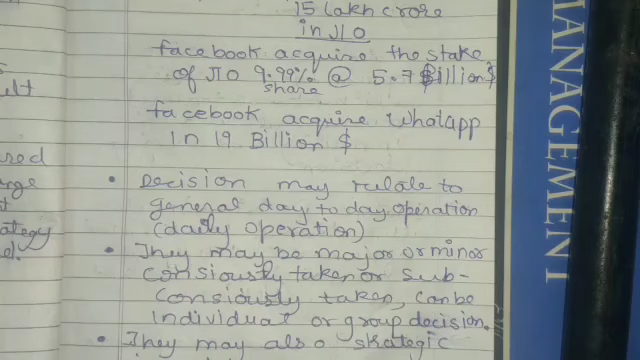 15 lakh crore
in JIO
facebook acquire the stake
of JIO 9.99% @ 5.7 Billion $
share
facebook acquire Whatapp
in 19 Billion $
• Decision may relate to
general day to day operation
(daily operation)
• They may be major or minor
consiously taken or sub-
consiously taken, can be
individual or group decision.
• They may also strategic
ategy
MANAGEMENT